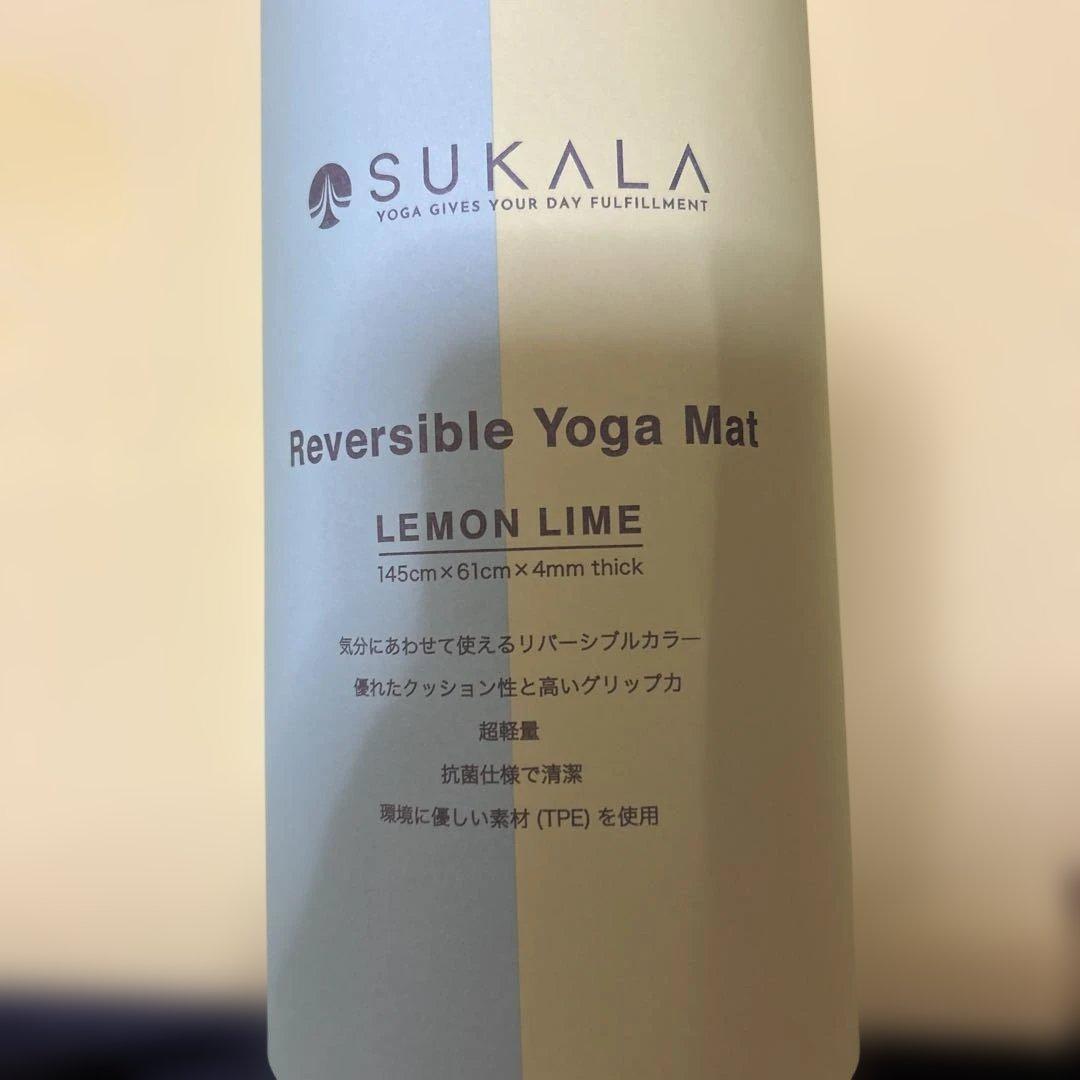 SUKALA
YOGA GIVES YOUR DAY FULFILLMENT
Reversible Yoga Mat
LEMON LIME
145cm×61cm×4mm thick
気分にあわせて使えるリバーシブルカラー
優れたクッション性と高いグリップ力
超軽量
抗菌仕様で清潔
環境に優しい素材 (TPE) を使用